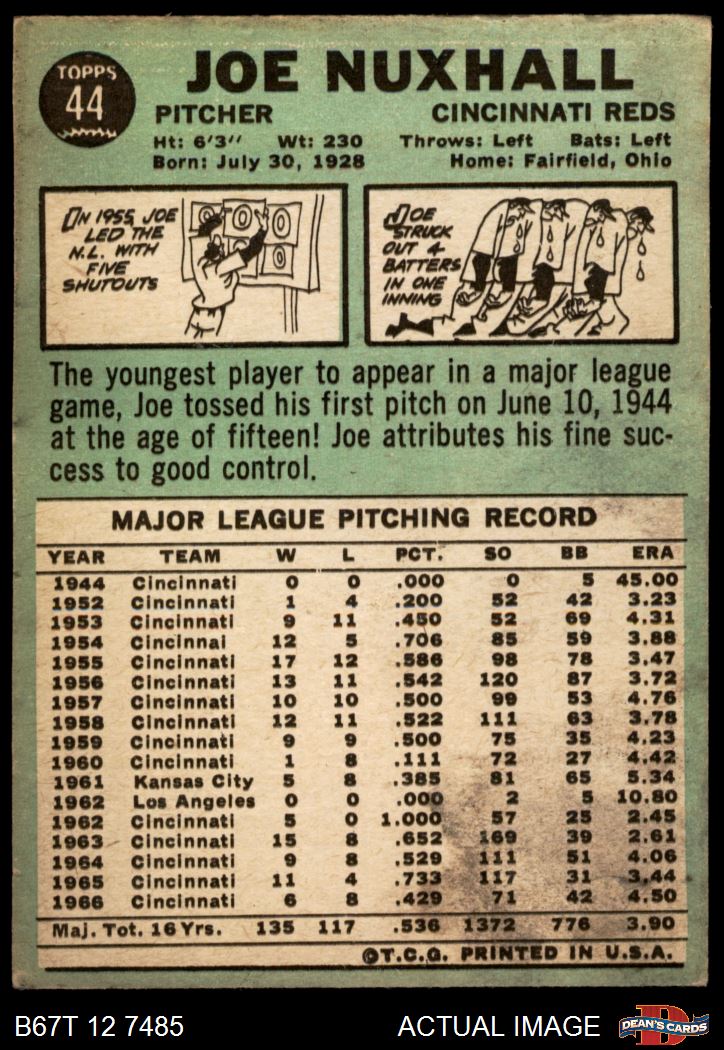 TOPPS
44
JOE NUXHALL
PITCHER CINCINNATI REDS
Ht: 6'3" Wt: 230 Throws: Left Bats: Left
Born: July 30, 1928 Home: Fairfield, Ohio
IN 1955, JOE
LED THE
N.L. WITH
FIVE
SHUTOUTS
0 0 0
0
JOE
STRUCK
OUT 4
BATTERS
IN ONE
INNING
The youngest player to appear in a major league
game, Joe tossed his first pitch on June 10, 1944
at the age of fifteen! Joe attributes his fine suc-
cess to good control.
MAJOR LEAGUE PITCHING RECORD
YEAR TEAM W L PCT. SO BB ERA
1944 Cincinnati 0 0 .000 0 5 45.00
1952 Cincinnati 1 4 .200 52 42 3.23
1953 Cincinnati 9 11 .450 52 69 4.31
1954 Cincinnai 12 5 .706 85 59 3.88
1955 Cincinnati 17 12 .586 98 78 3.47
1956 Cincinnati 13 11 .542 120 87 3.72
1957 Cincinnati 10 10 .500 99 53 4.76
1958 Cincinnati 12 11 .522 111 63 3.78
1959 Cincinnati 9 9 .500 75 35 4.23
1960 Cincinnati 1 8 .111 72 27 4.42
1961 Kansas City 5 8 .385 81 65 5.34
1962 Los Angeles 0 0 .000 2 5 10.80
1962 Cincinnati 5 0 1.000 57 25 2.45
1963 Cincinnati 15 8 .652 169 39 2.61
1964 Cincinnati 9 8 .529 111 51 4.06
1965 Cincinnati 11 4 .733 117 31 3.44
1966 Cincinnati 6 8 .429 71 42 4.50
Maj. Tot. 16 Yrs. 135 117 .536 1372 776 3.90
©T.C.G. PRINTED IN U.S.A.
B67T 12 7485 ACTUAL IMAGE D DEAN'S CARDS